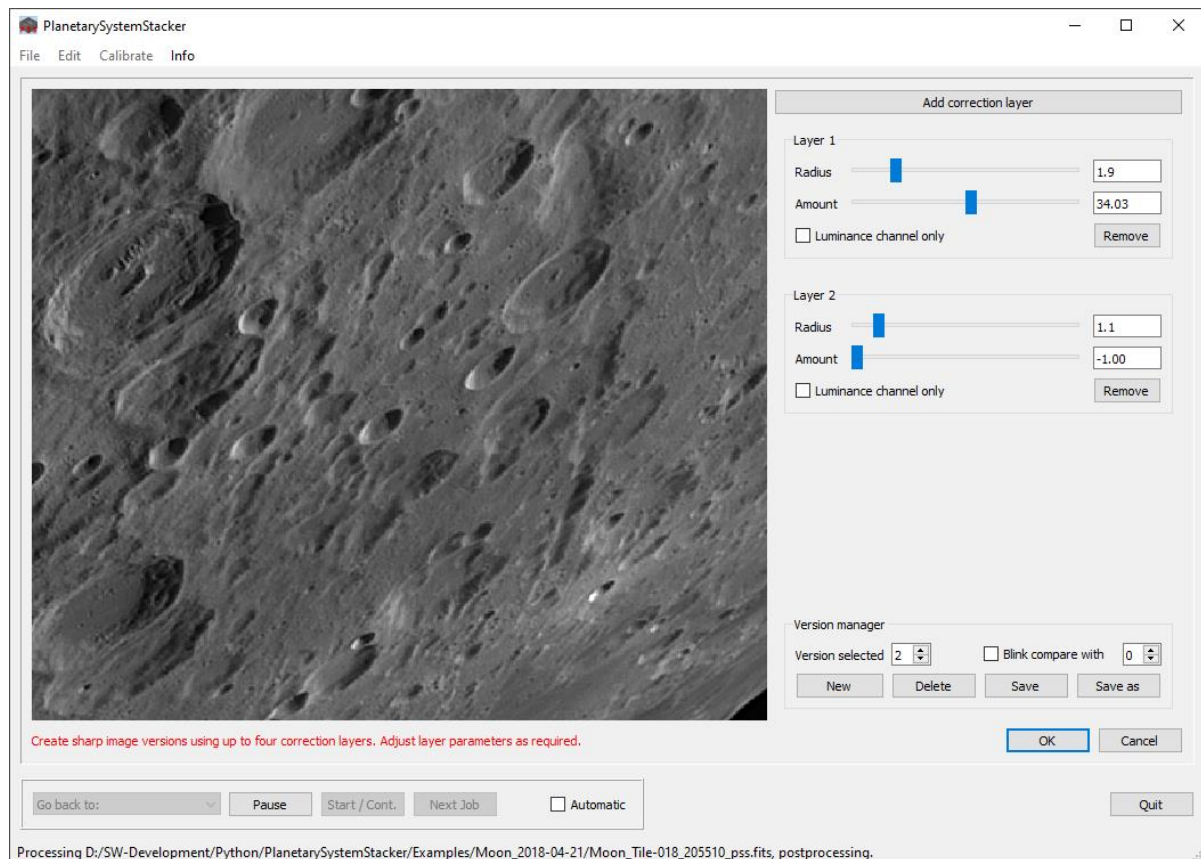 PlanetarySystemStacker
File Edit Calibrate Info
Add correction layer
Layer 1
Radius 1.9
Amount 34.03
Luminance channel only Remove
Layer 2
Radius 1.1
Amount -1.00
Luminance channel only Remove
Version manager
Version selected 2 Blink compare with 0
New Delete Save Save as
Create sharp image versions using up to four correction layers. Adjust layer parameters as required.
OK Cancel
Go back to: Pause Start / Cont. Next Job Automatic Quit
Processing D:/SW-Development/Python/PlanetarySystemStacker/Examples/Moon_2018-04-21/Moon_Tile-018_205510_pss.fits, postprocessing.